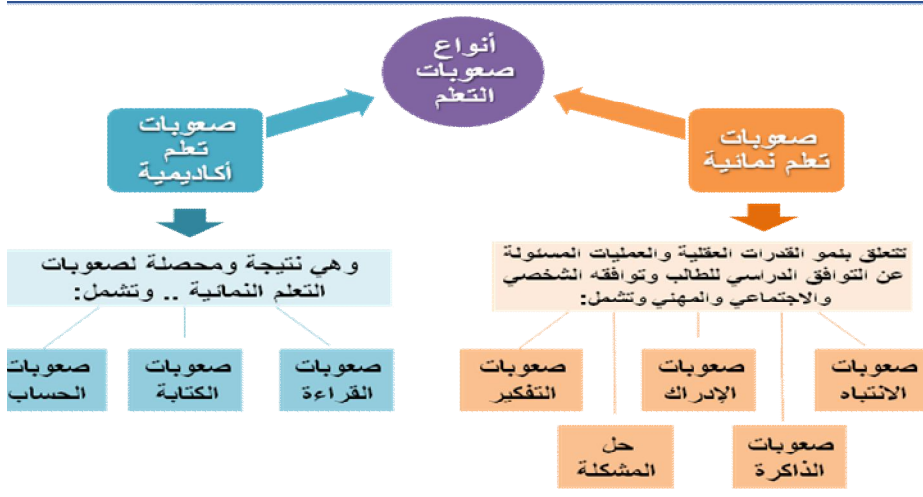 أنواع
صعوبات
التعلم
صعوبات
تعلم نمائية
تتعلق بنمو القدرات العقلية والعمليات المسئولة
عن التوافق الدراسي للطالب وتوافقه الشخصي
والاجتماعي والمهني وتشمل:
صعوبات
الانتباه
صعوبات
الذاكرة
صعوبات
الإدراك
حل
المشكلة
صعوبات
التفكير
صعوبات
تعلم
أكاديمية
وهي نتيجة ومحصلة لصعوبات
التعلم النمائية .. وتشمل:
صعوبات
القراءة
صعوبات
الكتابة
صعوبات
الحساب